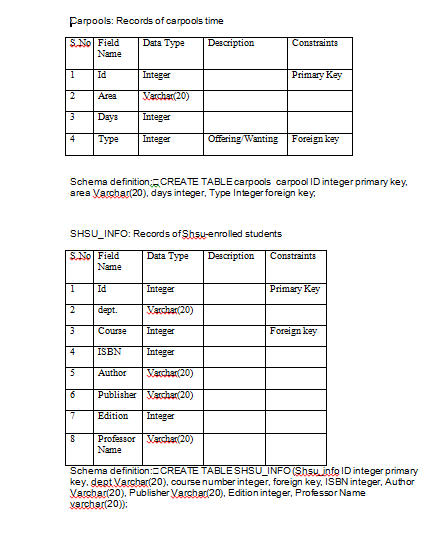 Carpools: Records of carpools time
S.No Field Name Data Type Description Constraints
1 Id Integer Primary Key
2 Area Varchar(20)
3 Days Integer
4 Type Integer Offering/Wanting Foreign key
Schema definition:□CREATE TABLE carpools carpool ID integer primary key,
area Varchar(20), days integer, Type Integer foreign key;
SHSU_INFO: Records of Shsu-enrolled students
S.No Field Name Data Type Description Constraints
1 Id Integer Primary Key
2 dept. Varchar(20)
3 Course Integer Foreign key
4 ISBN Integer
5 Author Varchar(20)
6 Publisher Varchar(20)
7 Edition Integer
8 Professor Name Varchar(20)
Schema definition:□CREATE TABLE SHSU_INFO (Shsu_info ID integer primary
key, dept Varchar(20), course number integer, foreign key, ISBN integer, Author
Varchar(20), Publisher Varchar(20), Edition integer, Professor Name
varchar(20));